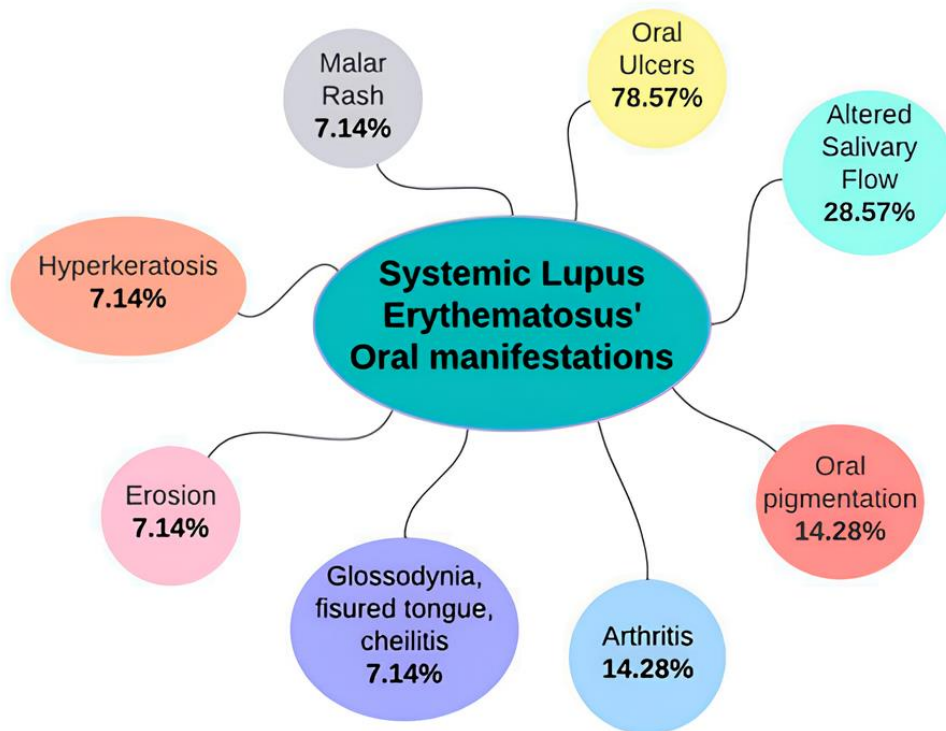 Systemic Lupus
Erythematosus'
Oral manifestations
Oral
Ulcers
78.57%
Altered
Salivary
Flow
28.57%
Oral
pigmentation
14.28%
Arthritis
14.28%
Glossodynia,
fisured tongue,
cheilitis
7.14%
Erosion
7.14%
Hyperkeratosis
7.14%
Malar
Rash
7.14%